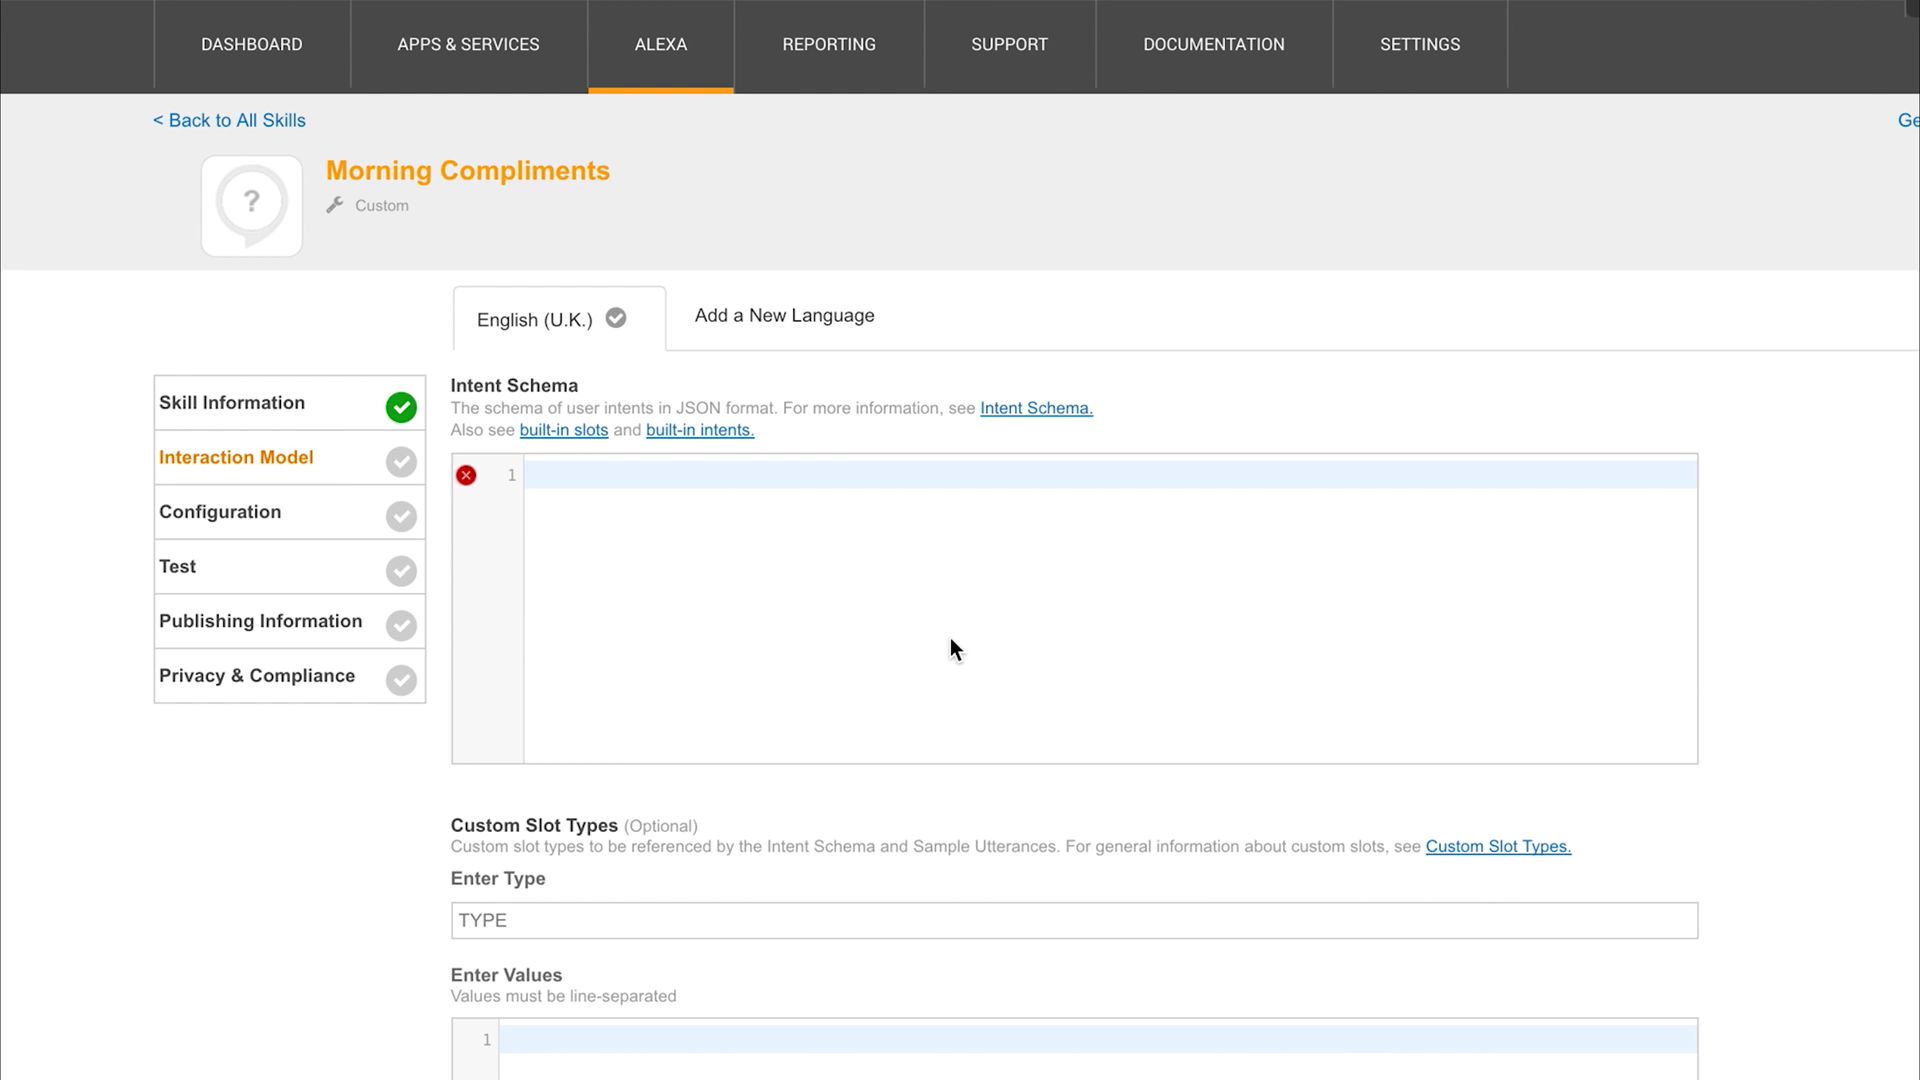 DASHBOARD
APPS & SERVICES
ALEXA
REPORTING
SUPPORT
DOCUMENTATION
SETTINGS
< Back to All Skills
Ge
?
Morning Compliments
Custom
English (U.K.)
Add a New Language
Skill Information
Interaction Model
Configuration
Test
Publishing Information
Privacy & Compliance
Intent Schema
The schema of user intents in JSON format. For more information, see Intent Schema.
Also see built-in slots and built-in intents.
1
Custom Slot Types (Optional)
Custom slot types to be referenced by the Intent Schema and Sample Utterances. For general information about custom slots, see Custom Slot Types.
Enter Type
TYPE
Enter Values
Values must be line-separated
1